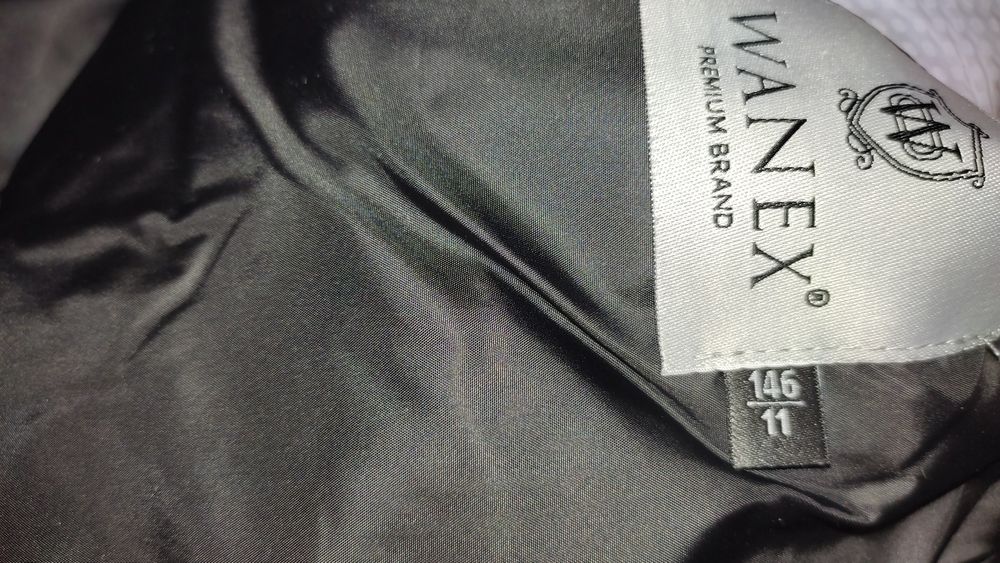 WANEX®
PREMIUM BRAND
146
11